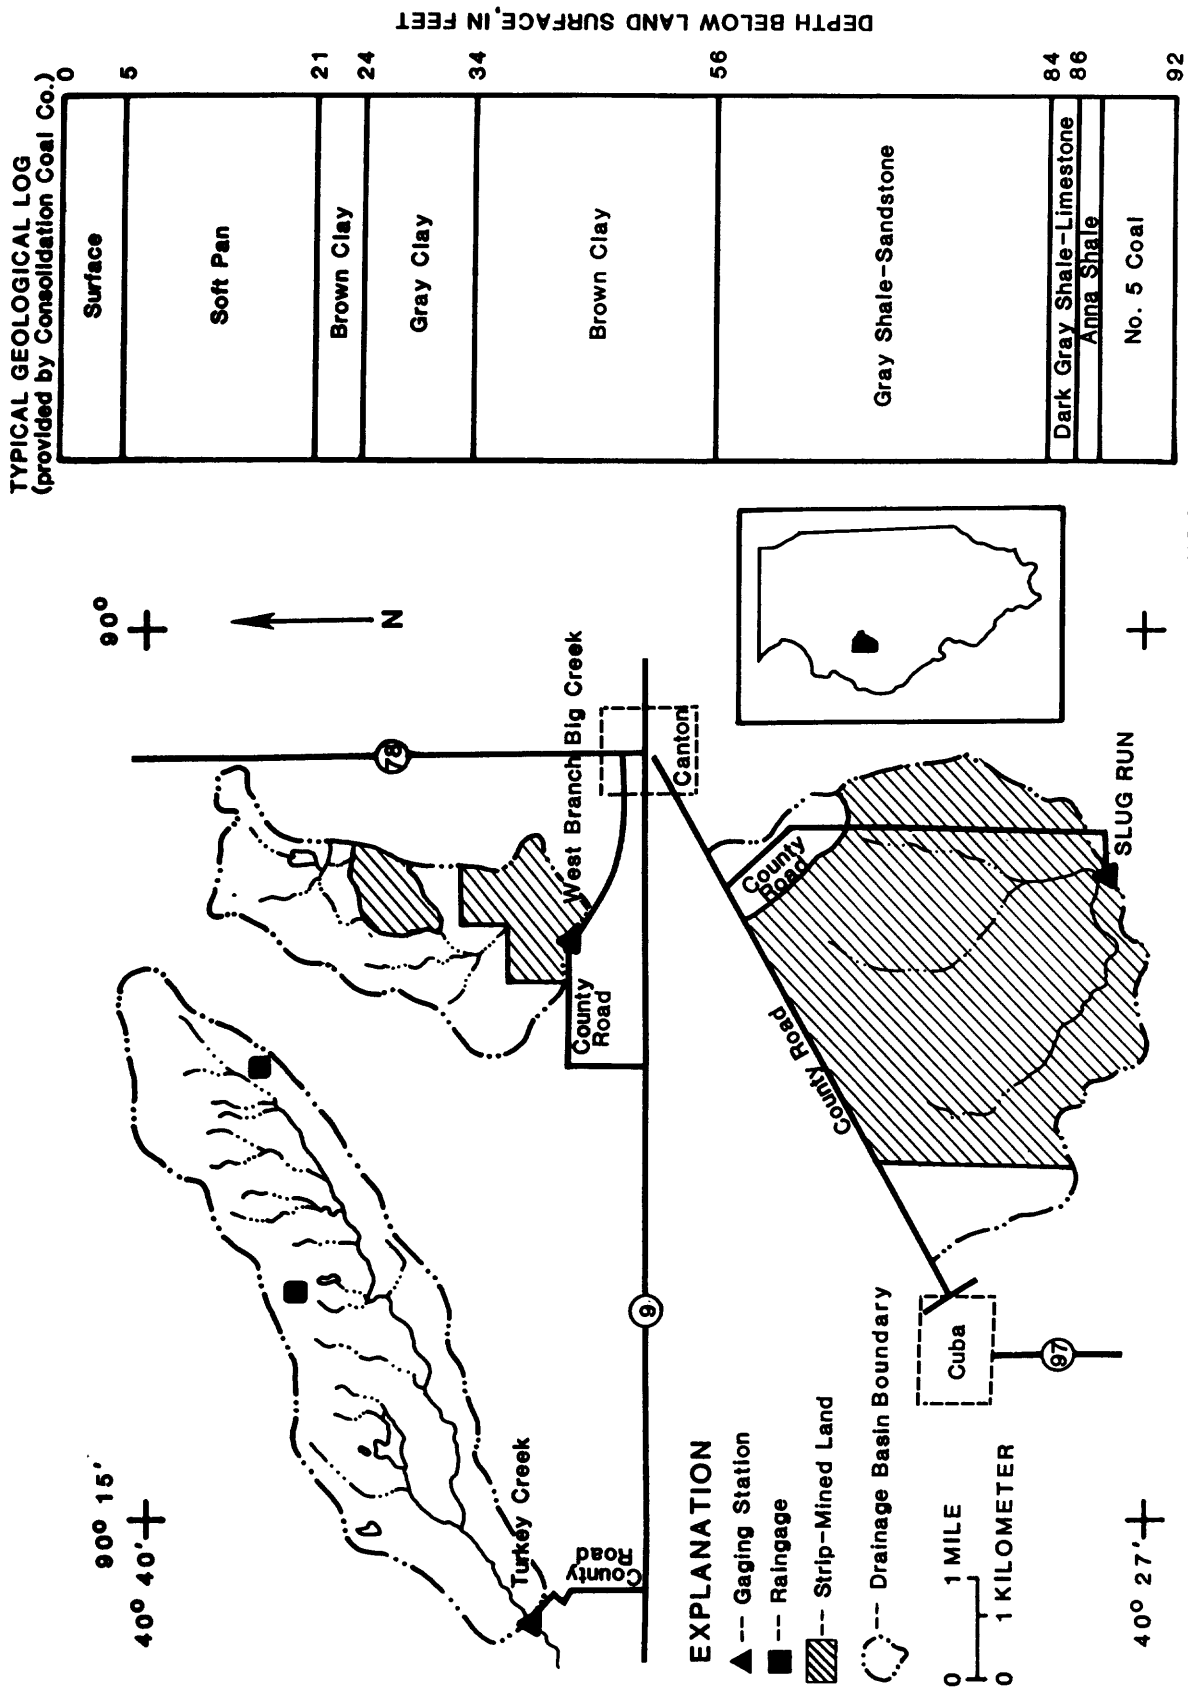 TYPICAL GEOLOGICAL LOG
(provided by Consolidation Coal Co.)
Surface
Soft Pan
Brown Clay
Gray Clay
Brown Clay
Gray Shale-Sandstone
Dark Gray Shale-Limestone
Anna Shale
No. 5 Coal
0
5
21
24
34
56
84
86
92
DEPTH BELOW LAND SURFACE, IN FEET
90° 15'
40° 40'
90°
N
78
West Branch Big Creek
Canton
County
Road
Turkey Creek
County
Road
9
County
Road
County Road
SLUG RUN
Cuba
97
EXPLANATION
-- Gaging Station
-- Raingage
-- Strip-Mined Land
-- Drainage Basin Boundary
0 1 MILE
0 1 KILOMETER
40° 27'